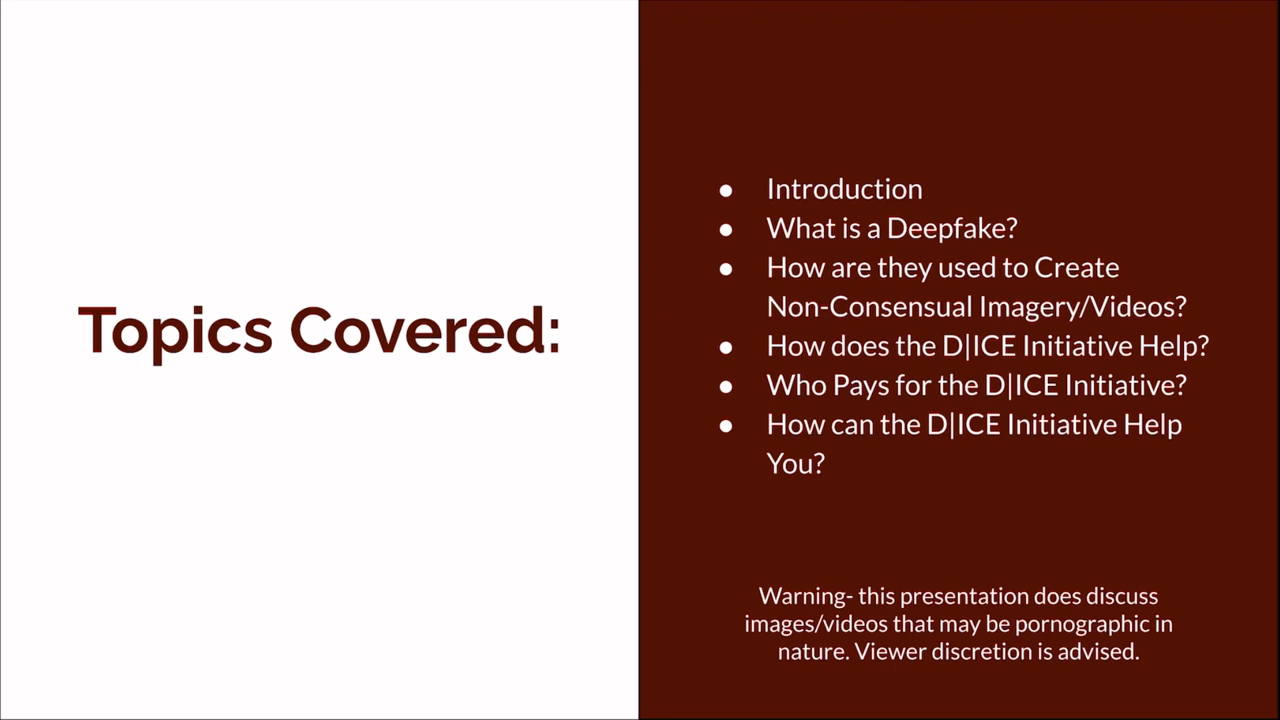 Topics Covered:
● Introduction
● What is a Deepfake?
● How are they used to Create
Non-Consensual Imagery/Videos?
● How does the D|ICE Initiative Help?
● Who Pays for the D|ICE Initiative?
● How can the D|ICE Initiative Help
You?
Warning- this presentation does discuss
images/videos that may be pornographic in
nature. Viewer discretion is advised.